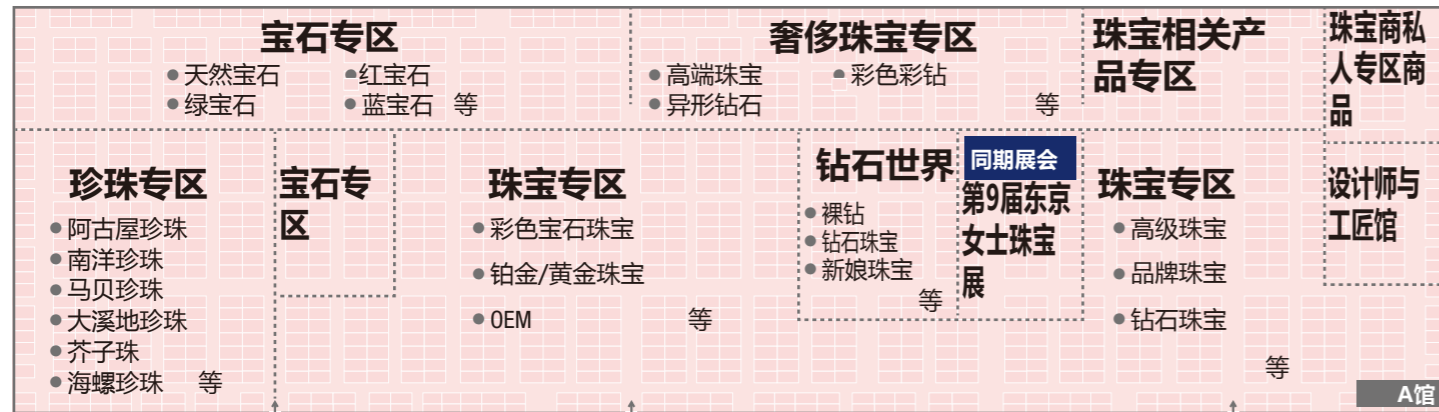 宝石专区
天然宝石
红宝石
绿宝石
蓝宝石 等
奢侈珠宝专区
高端珠宝
彩色彩钻
异形钻石
等
珠宝相关产
品专区
珠宝商私
人专区商
品
珍珠专区
阿古屋珍珠
南洋珍珠
马贝珍珠
大溪地珍珠
芥子珠
海螺珍珠 等
宝石专
区
珠宝专区
彩色宝石珠宝
铂金/黄金珠宝
OEM 等
钻石世界
裸钻
钻石珠宝
新娘珠宝
等
同期展会
第9届东京
女士珠宝
展
珠宝专区
高级珠宝
品牌珠宝
钻石珠宝
等
设计师与
工匠馆
A馆